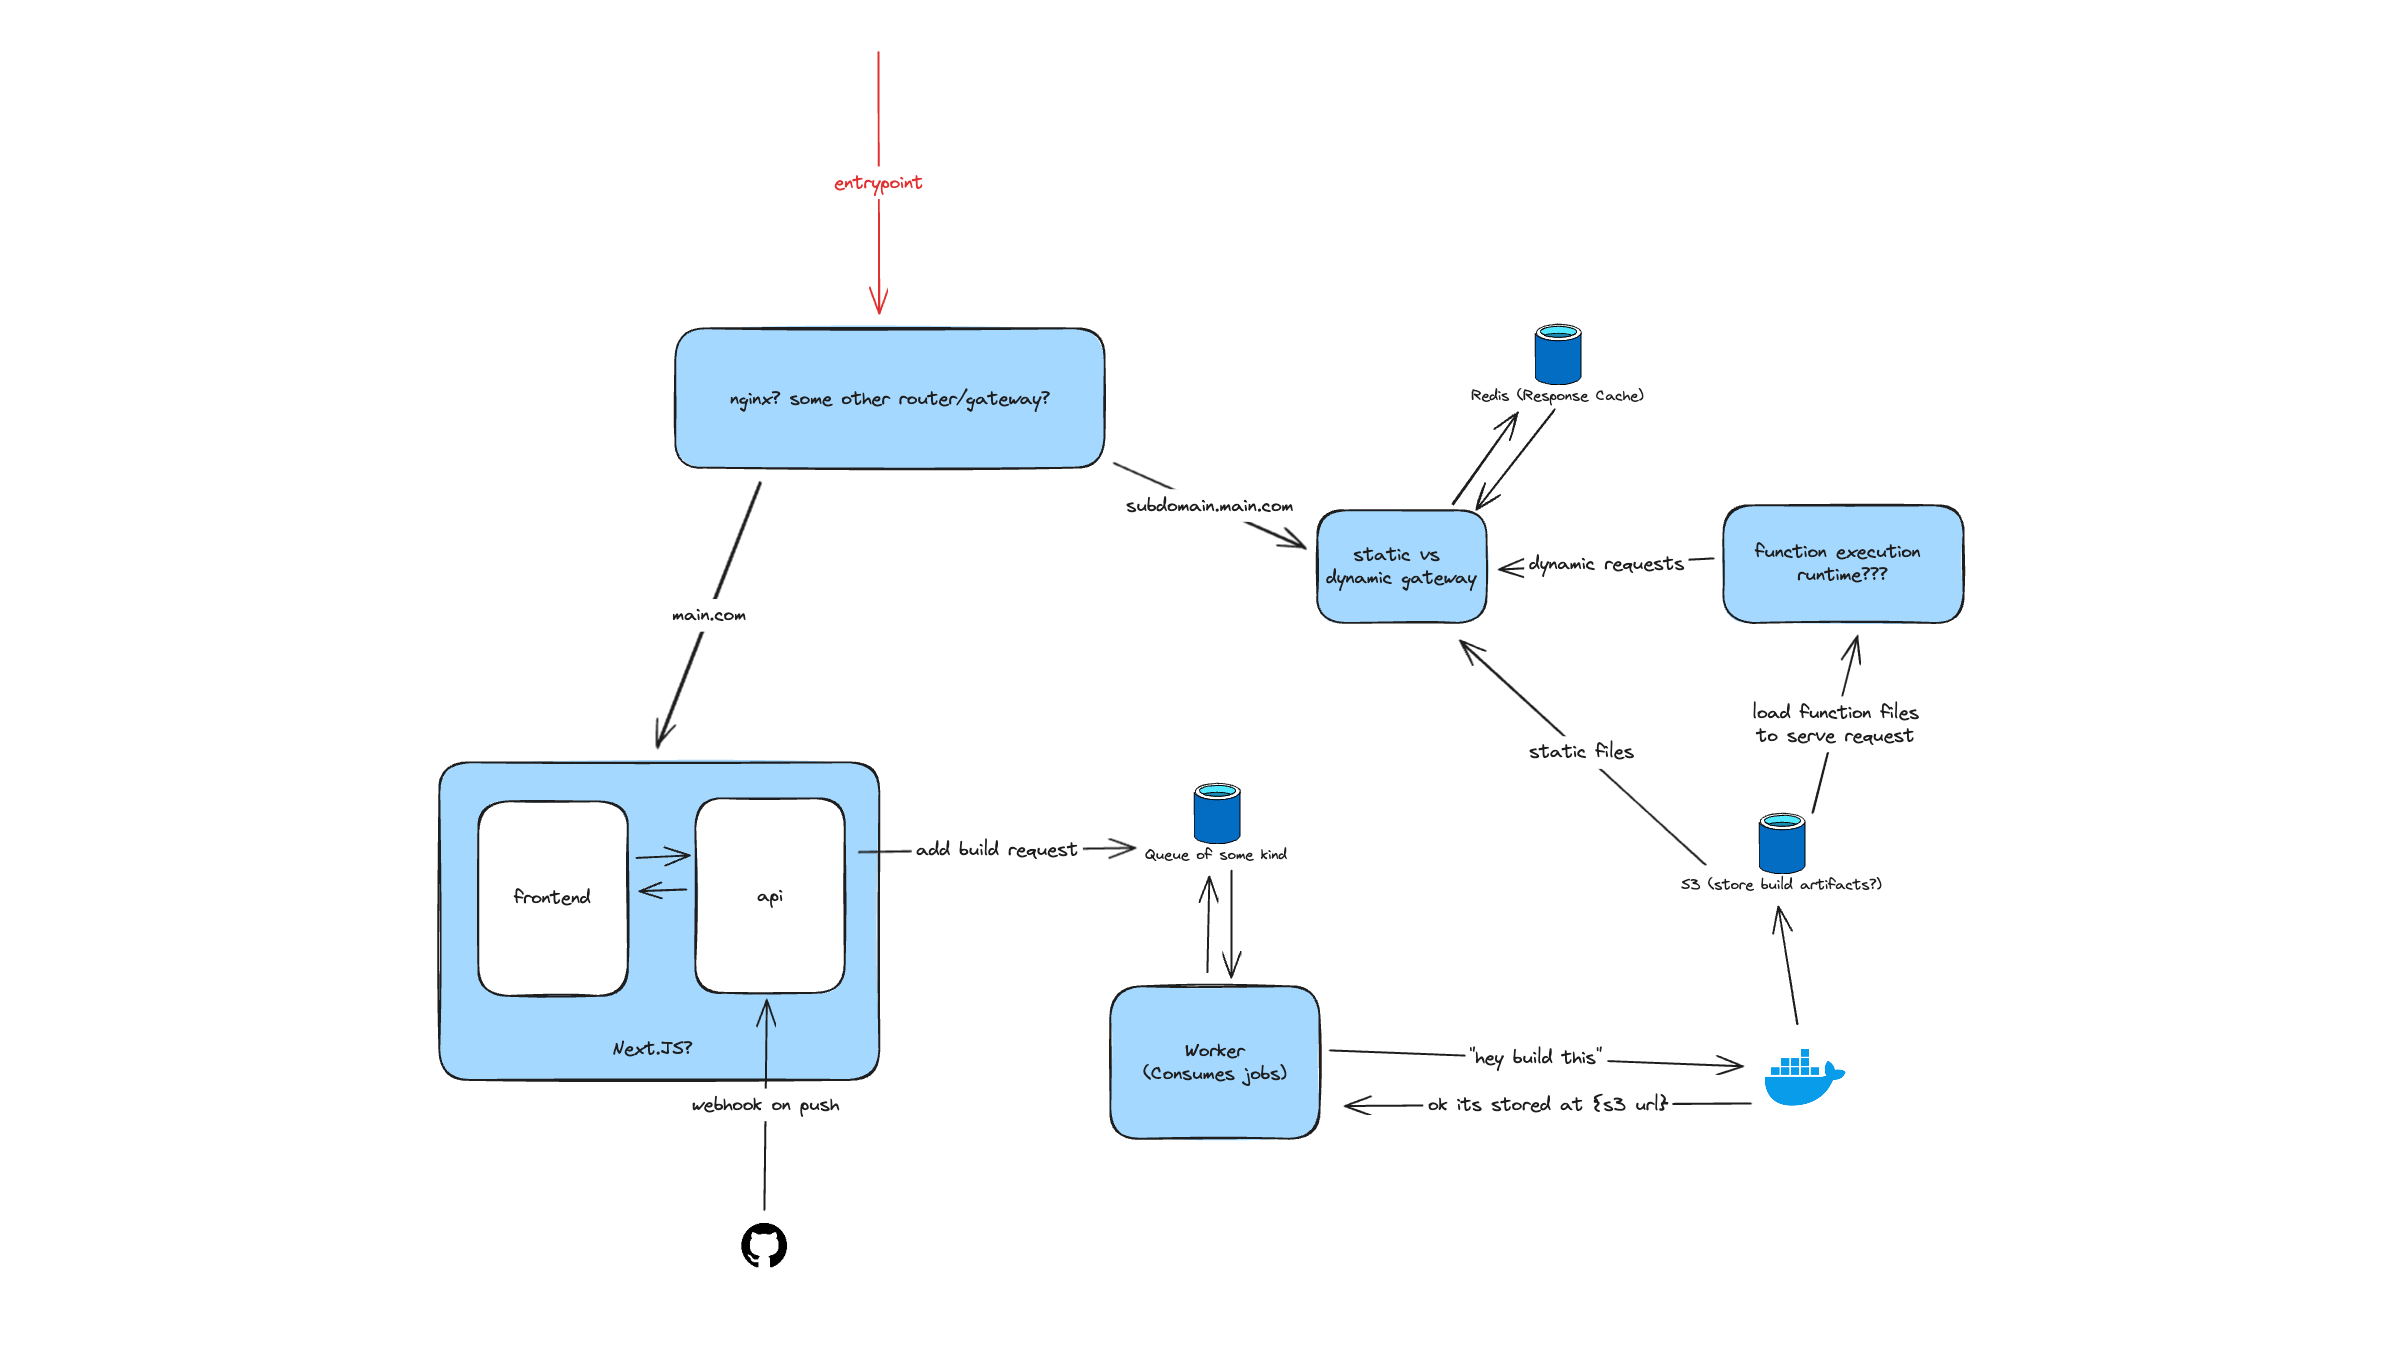 entrypoint
nginx? some other router/gateway?
Redis (Response Cache)
subdomain.main.com
static vs
dynamic gateway
dynamic requests
function execution
runtime???
main.com
load function files
to serve request
static files
frontend
api
Next.JS?
add build request
Queue of some kind
S3 (store build artifacts?)
Worker
(Consumes jobs)
"hey build this"
ok its stored at {s3 url}
webhook on push